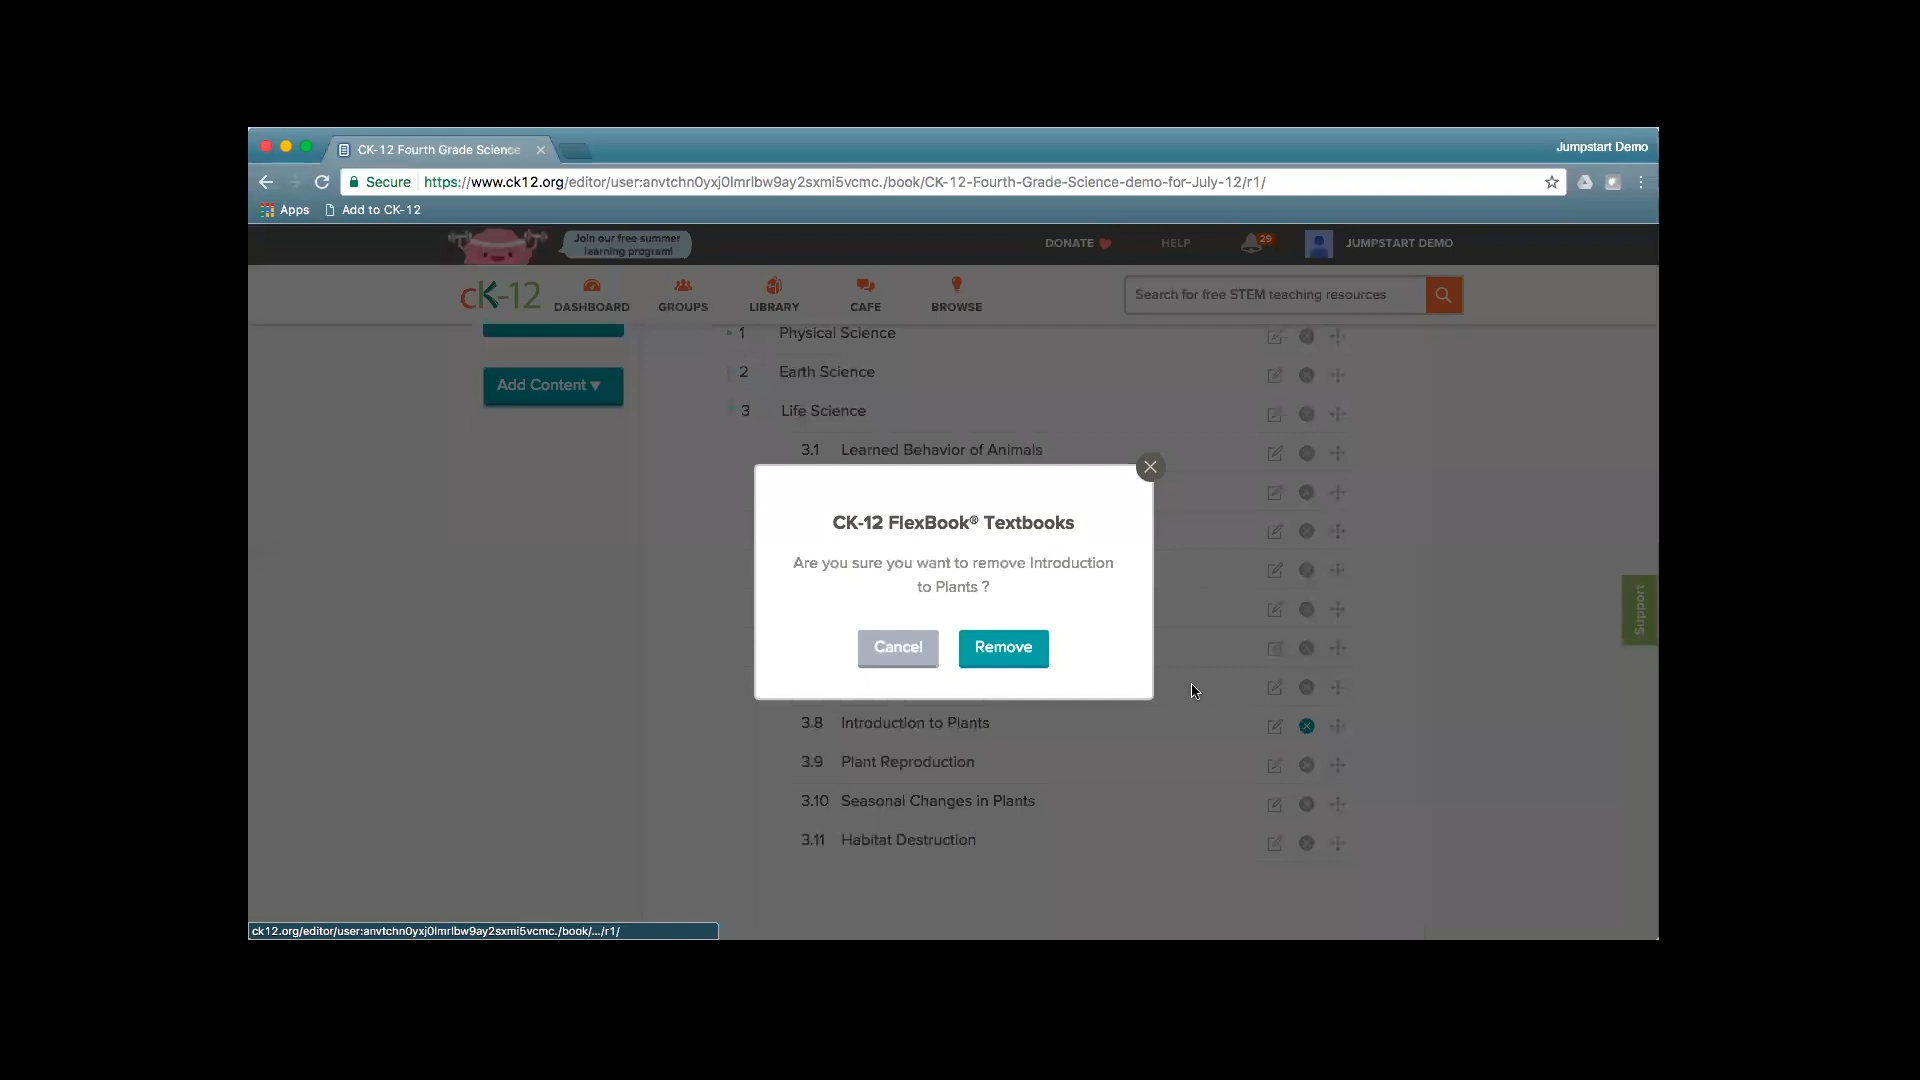 CK-12 Fourth Grade Science
Jumpstart Demo
Secure https://www.ck12.org/editor/user:anvtchn0yxj0lmrlbw9ay2sxmi5vcmc./book/CK-12-Fourth-Grade-Science-demo-for-July-12/r1/
Apps Add to CK-12
Join our free summer
learning program!
DONATE HELP 29 JUMPSTART DEMO
cK-12 DASHBOARD GROUPS LIBRARY CAFE BROWSE
Search for free STEM teaching resources
1 Physical Science
Add Content
2 Earth Science
3 Life Science
3.1 Learned Behavior of Animals
CK-12 FlexBook® Textbooks
Are you sure you want to remove Introduction
to Plants ?
Cancel Remove
Support
3.8 Introduction to Plants
3.9 Plant Reproduction
3.10 Seasonal Changes in Plants
3.11 Habitat Destruction
ck12.org/editor/user:anvtchn0yxj0lmrlbw9ay2sxmi5vcmc./book/.../r1/